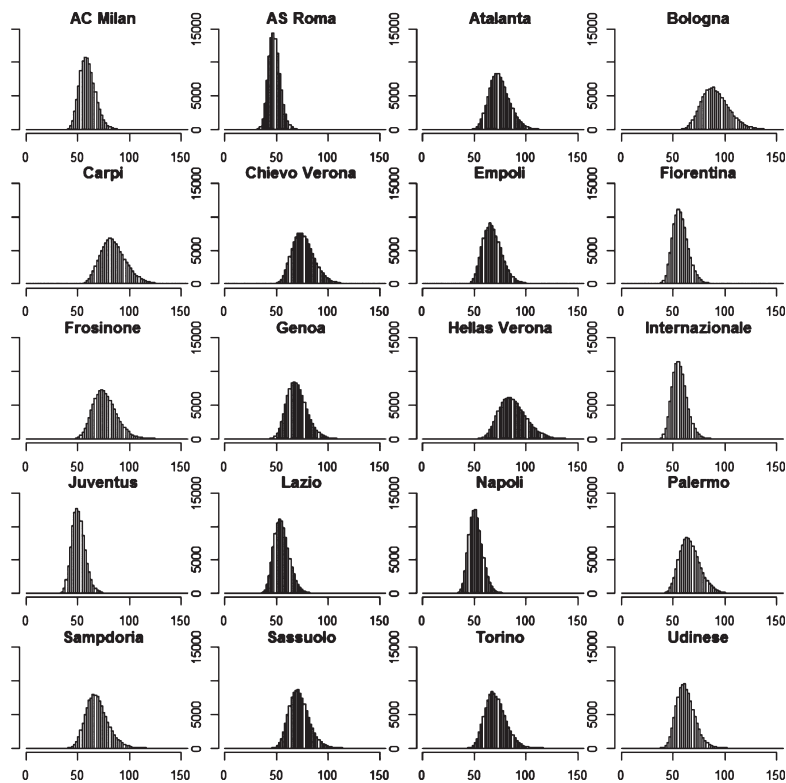 AC Milan AS Roma Atalanta Bologna
15000 15000 15000
5000 5000 5000
0 0 0
0 50 100 150 0 50 100 150 0 50 100 150 0 50 100 150
Carpi Chievo Verona Empoli Fiorentina
15000 15000 15000
5000 5000 5000
0 0 0
0 50 100 150 0 50 100 150 0 50 100 150 0 50 100 150
Frosinone Genoa Hellas Verona Internazionale
15000 15000 15000
5000 5000 5000
0 0 0
0 50 100 150 0 50 100 150 0 50 100 150 0 50 100 150
Juventus Lazio Napoli Palermo
15000 15000 15000
5000 5000 5000
0 0 0
0 50 100 150 0 50 100 150 0 50 100 150 0 50 100 150
Sampdoria Sassuolo Torino Udinese
15000 15000 15000
5000 5000 5000
0 0 0
0 50 100 150 0 50 100 150 0 50 100 150 0 50 100 150